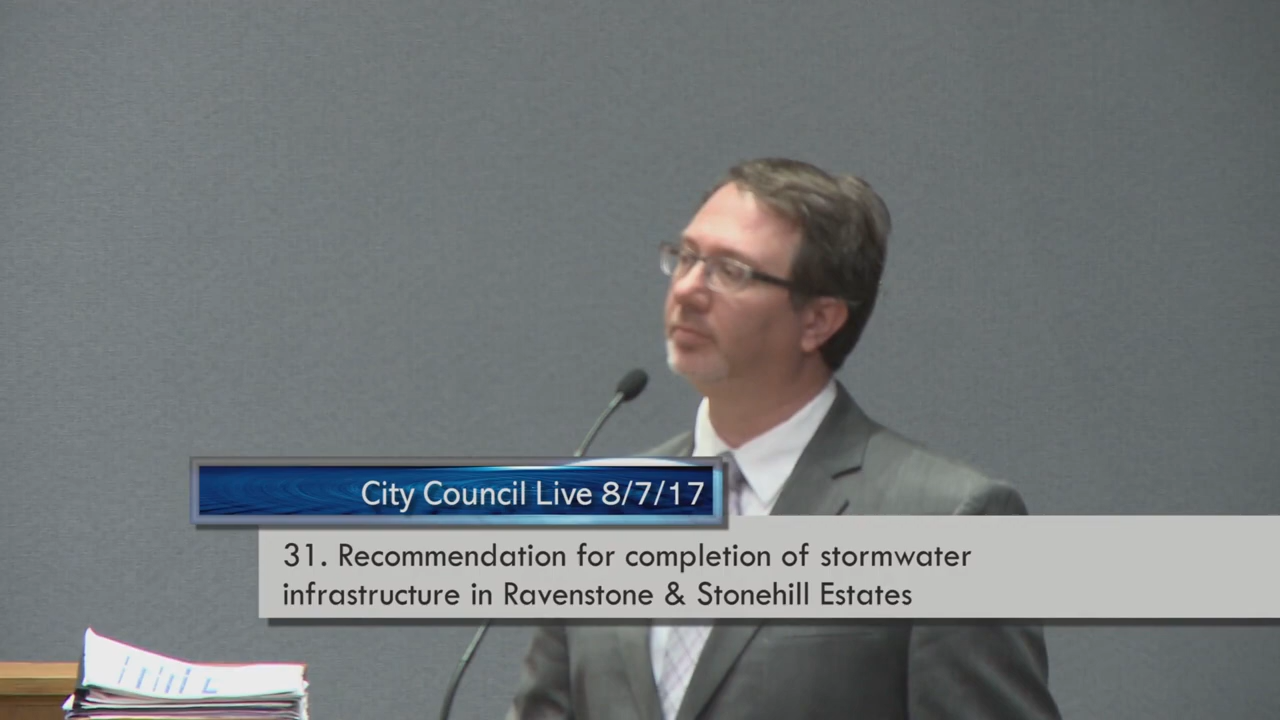 City Council Live 8/7/17
31. Recommendation for completion of stormwater
infrastructure in Ravenstone & Stonehill Estates